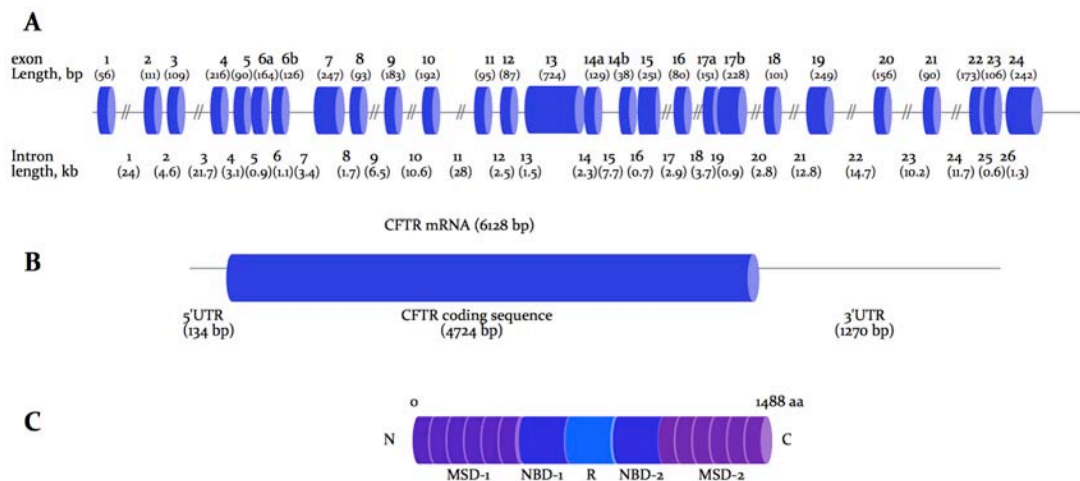 A
exon 1 2 3 4 5 6a 6b 7 8 9 10 11 12 13 14a 14b 15 16 17a 17b 18 19 20 21 22 23 24
Length, bp (56) (111) (109) (216) (90) (164) (126) (247) (93) (183) (192) (95) (87) (724) (129) (38) (251) (80) (151) (228) (101) (249) (156) (90) (173) (106) (242)
Intron 1 2 3 4 5 6 7 8 9 10 11 12 13 14 15 16 17 18 19 20 21 22 23 24 25 26
length, kb (24) (4.6) (21.7) (3.1) (0.9) (1.1) (3.4) (1.7) (6.5) (10.6) (28) (2.5) (1.5) (2.3) (7.7) (0.7) (2.9) (3.7) (0.9) (2.8) (12.8) (14.7) (10.2) (11.7) (0.6) (1.3)
CFTR mRNA (6128 bp)
B
5'UTR CFTR coding sequence 3'UTR
(134 bp) (4724 bp) (1270 bp)
0 1488 aa
C
N C
MSD-1 NBD-1 R NBD-2 MSD-2